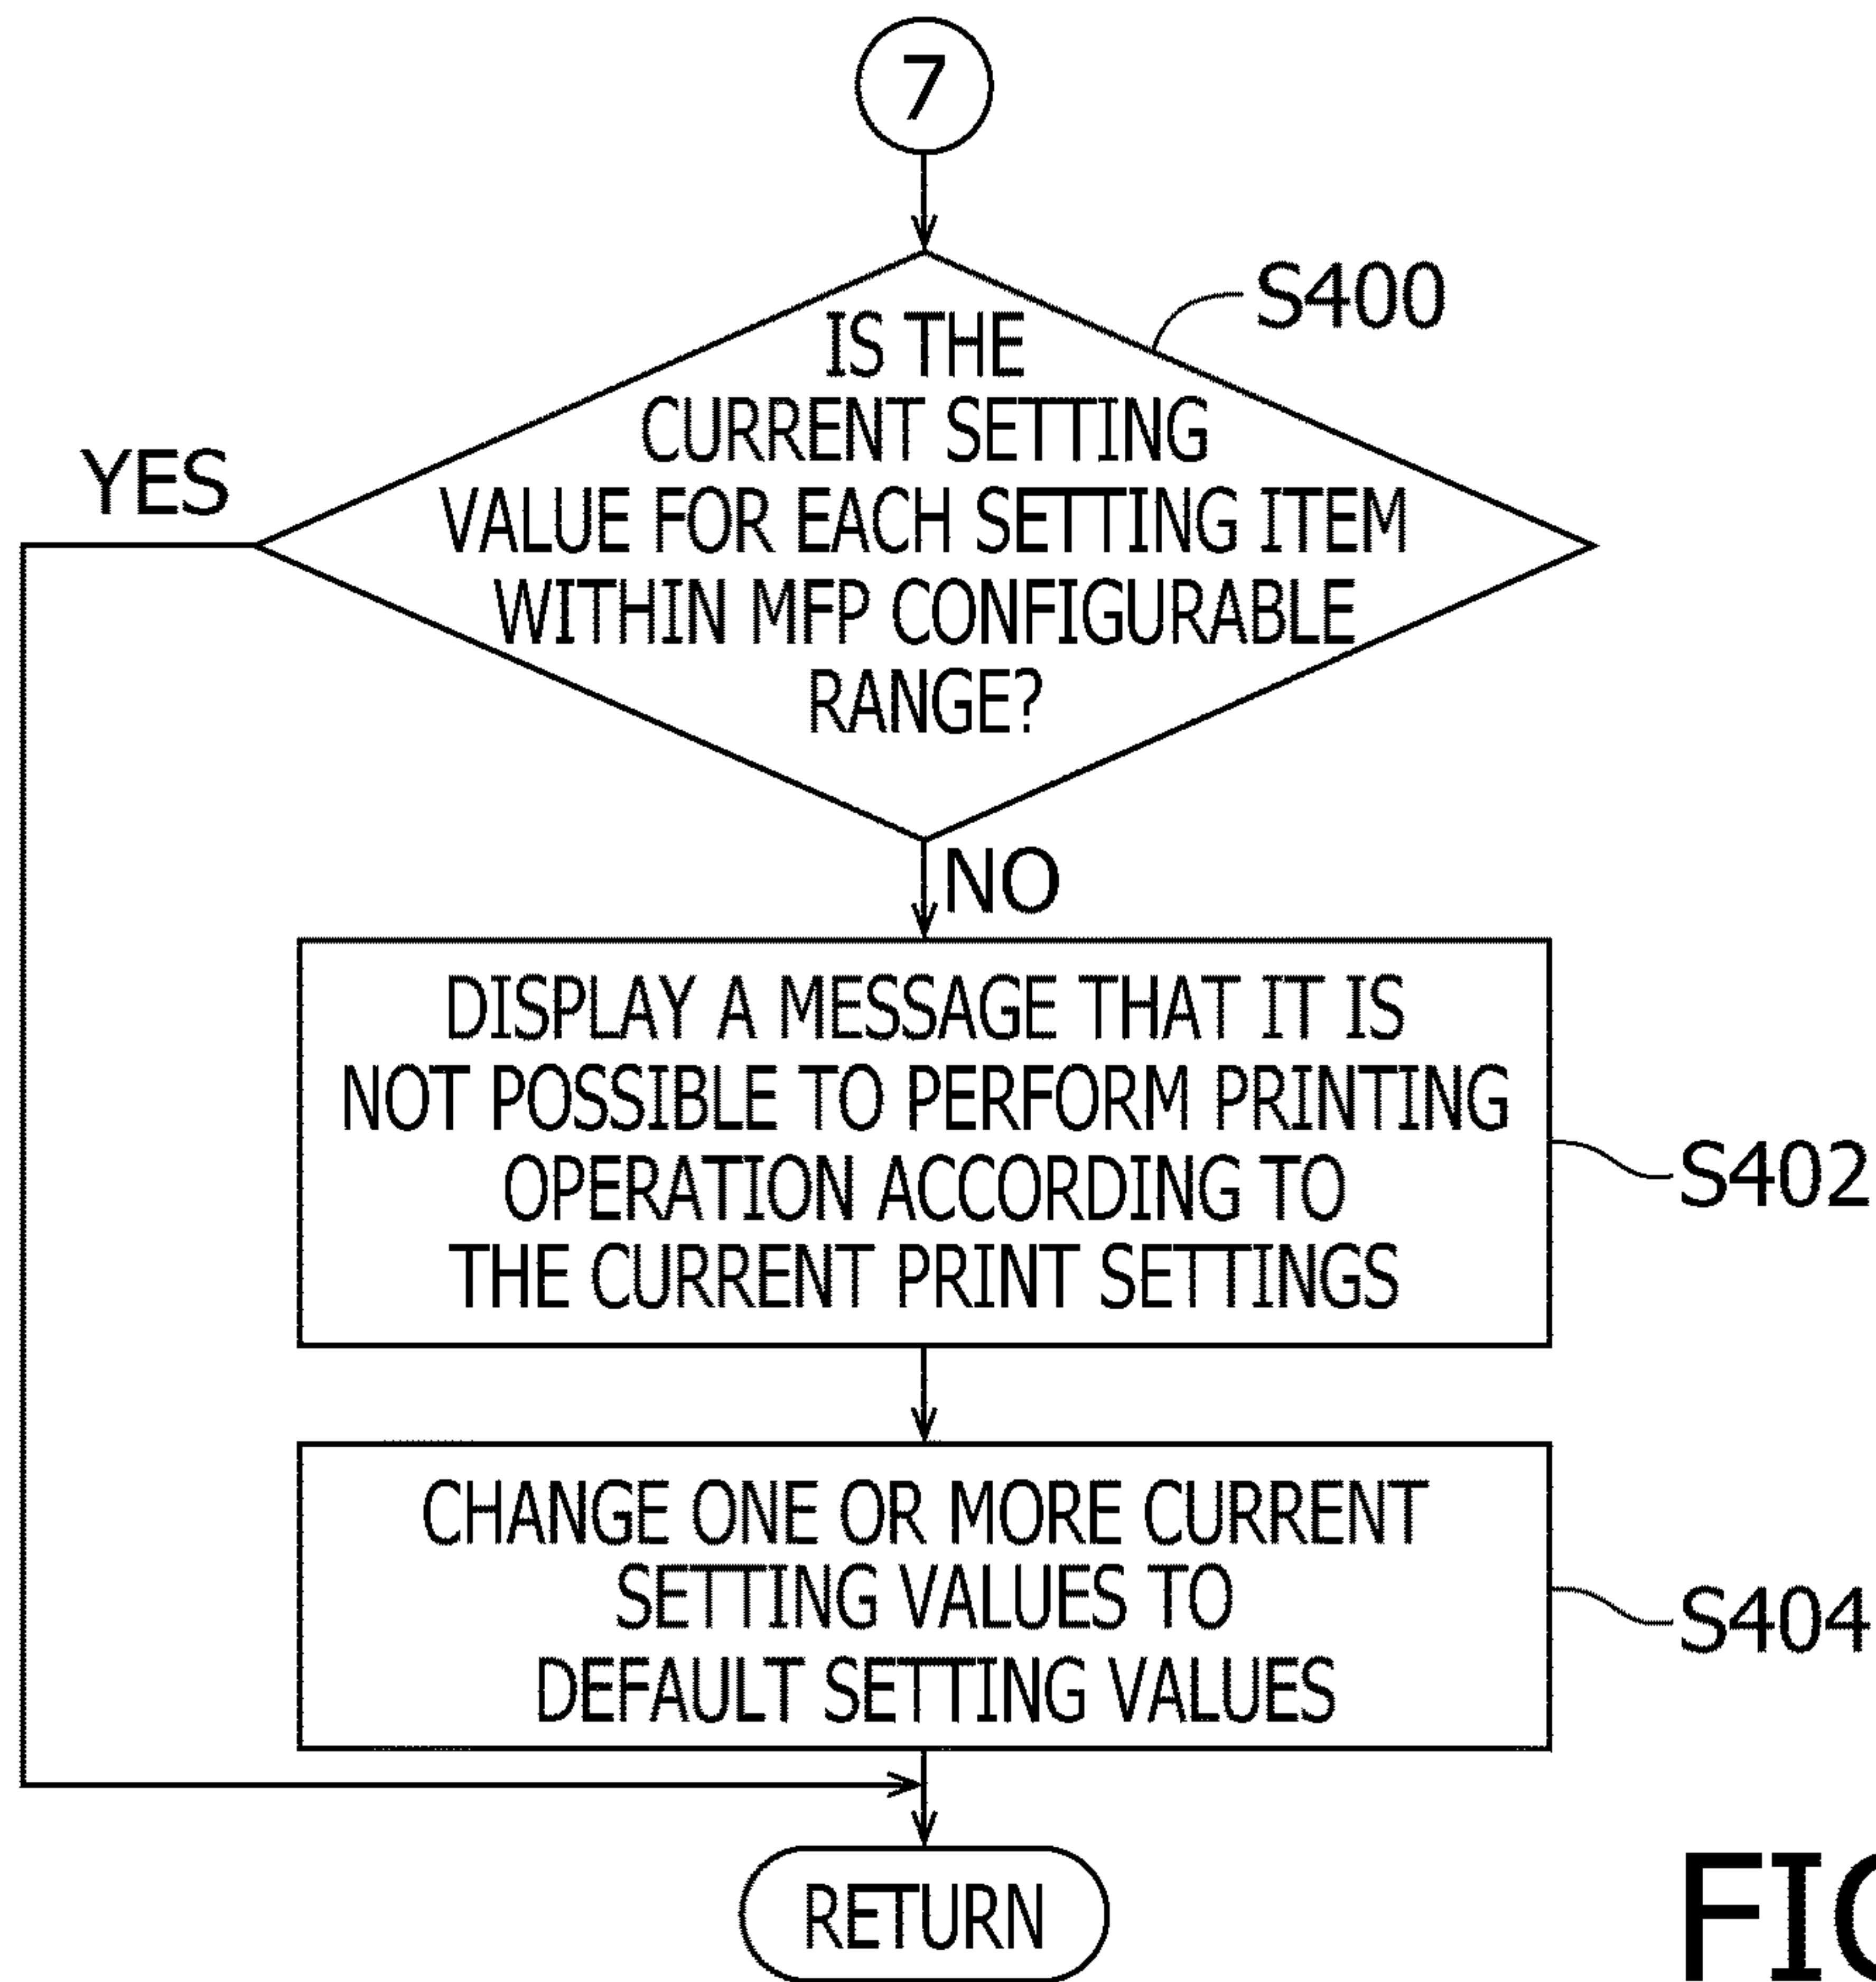 7
S400
IS THE
CURRENT SETTING
VALUE FOR EACH SETTING ITEM
WITHIN MFP CONFIGURABLE
RANGE?
YES
NO
DISPLAY A MESSAGE THAT IT IS
NOT POSSIBLE TO PERFORM PRINTING
OPERATION ACCORDING TO
THE CURRENT PRINT SETTINGS
S402
CHANGE ONE OR MORE CURRENT
SETTING VALUES TO
DEFAULT SETTING VALUES
S404
RETURN